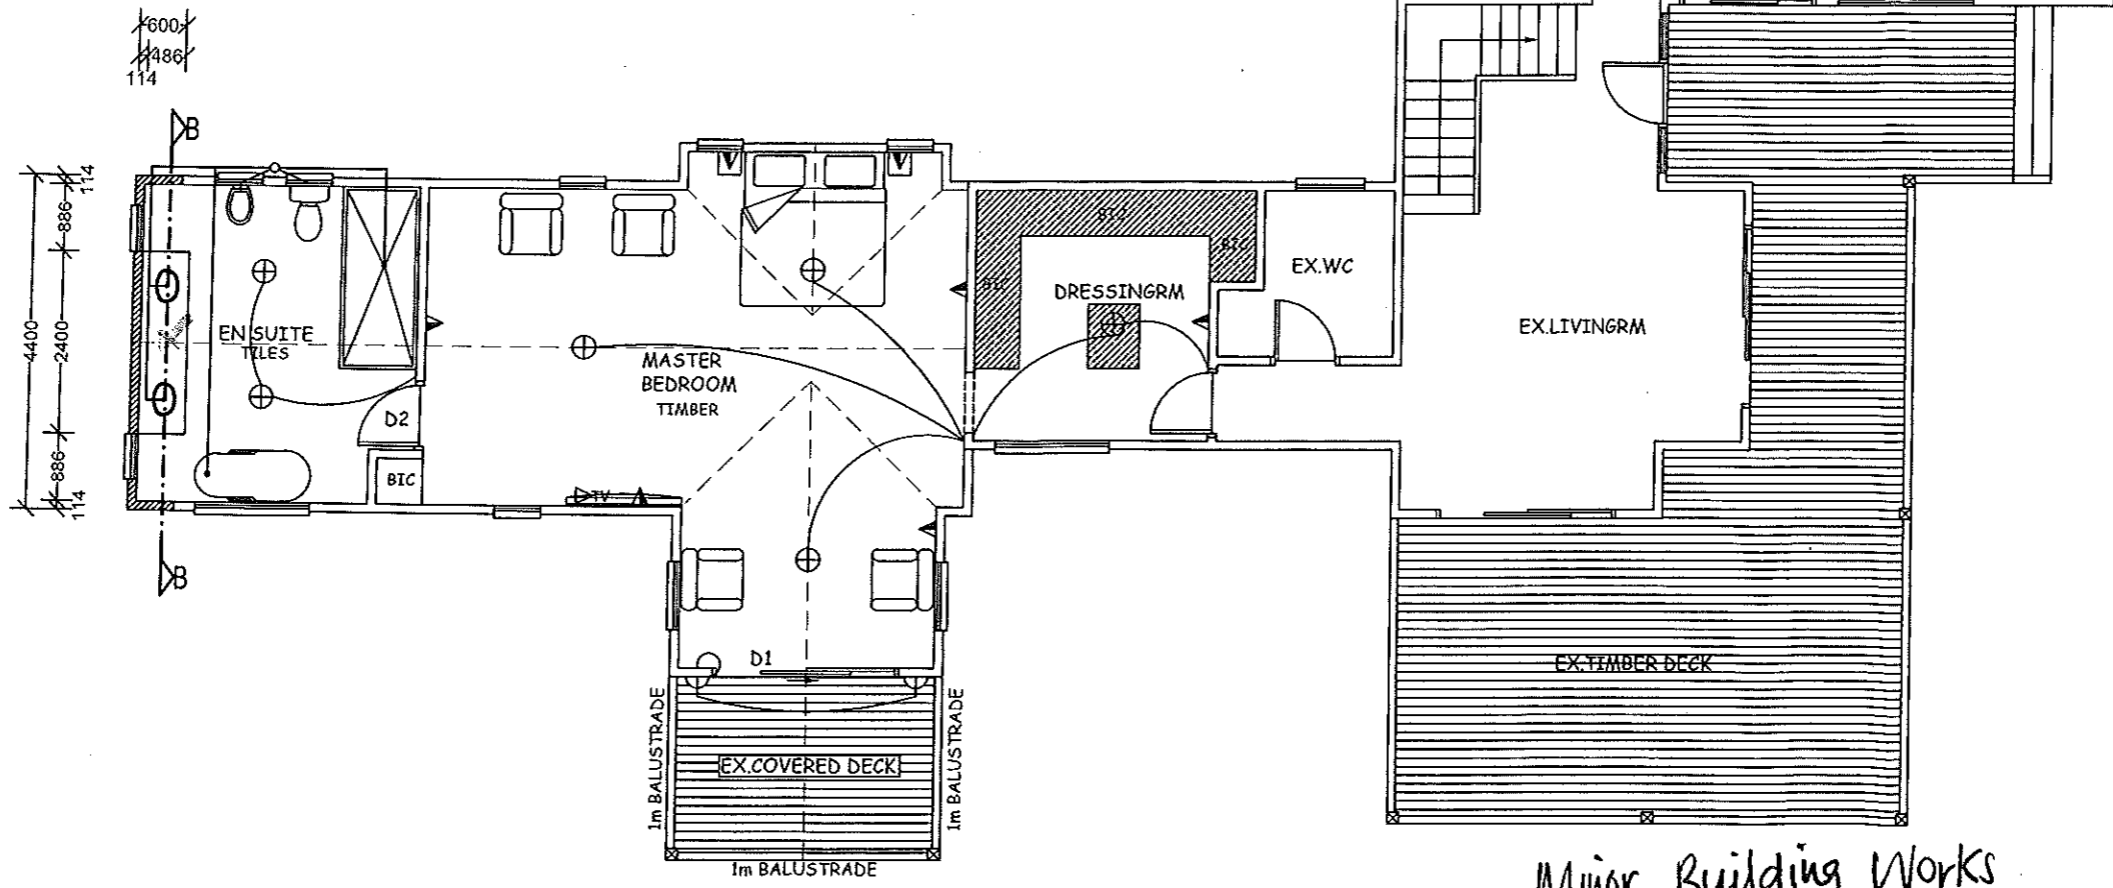 600
486
114
B
114
886
4400
2400
886
114
BIC
BIC
BIC
EX.WC
DRESSINGRM
EX.LIVINGRM
EN SUITE
TILES
MASTER
BEDROOM
TIMBER
D2
BIC
TV
B
D1
EX.TIMBER DECK
1m BALUSTRADE
EX.COVERED DECK
1m BALUSTRADE
1m BALUSTRADE
Minor Building Works